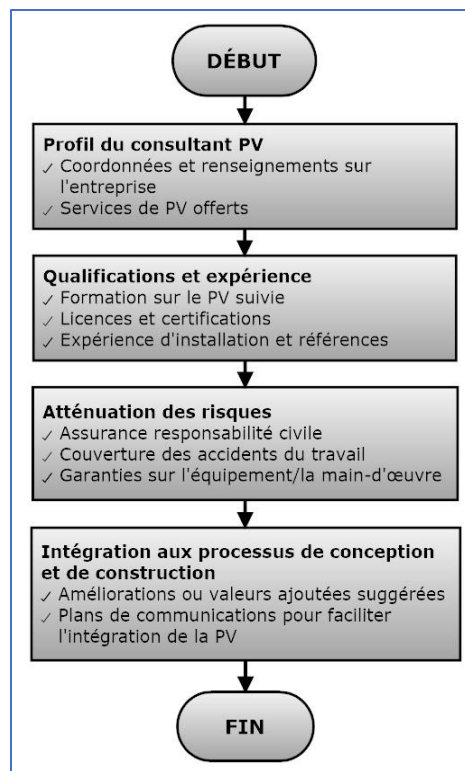 DÉBUT
Profil du consultant PV
✓ Coordonnées et renseignements sur
l'entreprise
✓ Services de PV offerts
Qualifications et expérience
✓ Formation sur le PV suivie
✓ Licences et certifications
✓ Expérience d'installation et références
Atténuation des risques
✓ Assurance responsabilité civile
✓ Couverture des accidents du travail
✓ Garanties sur l'équipement/la main-d'œuvre
Intégration aux processus de conception
et de construction
✓ Améliorations ou valeurs ajoutées suggérées
✓ Plans de communications pour faciliter
l'intégration de la PV
FIN